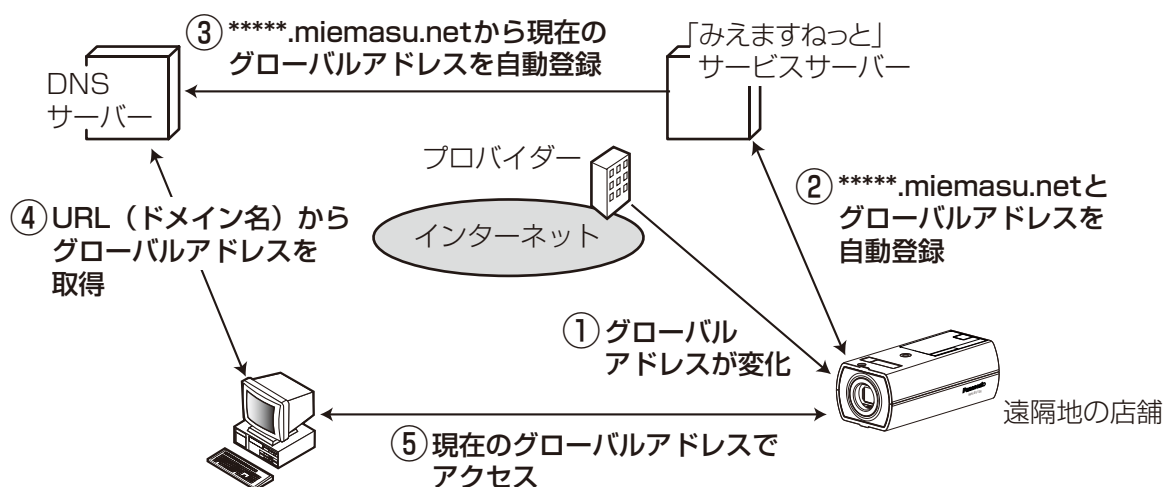 ③*****.miemasu.netから現在の
グローバルアドレスを自動登録
「みえますねっと」
サービスサーバー
DNS
サーバー
プロバイダー
②*****.miemasu.netと
グローバルアドレスを
自動登録
④URL（ドメイン名）から
グローバルアドレスを
取得
インターネット
①グローバル
アドレスが変化
Panasonic
遠隔地の店舗
⑤現在のグローバルアドレスで
アクセス